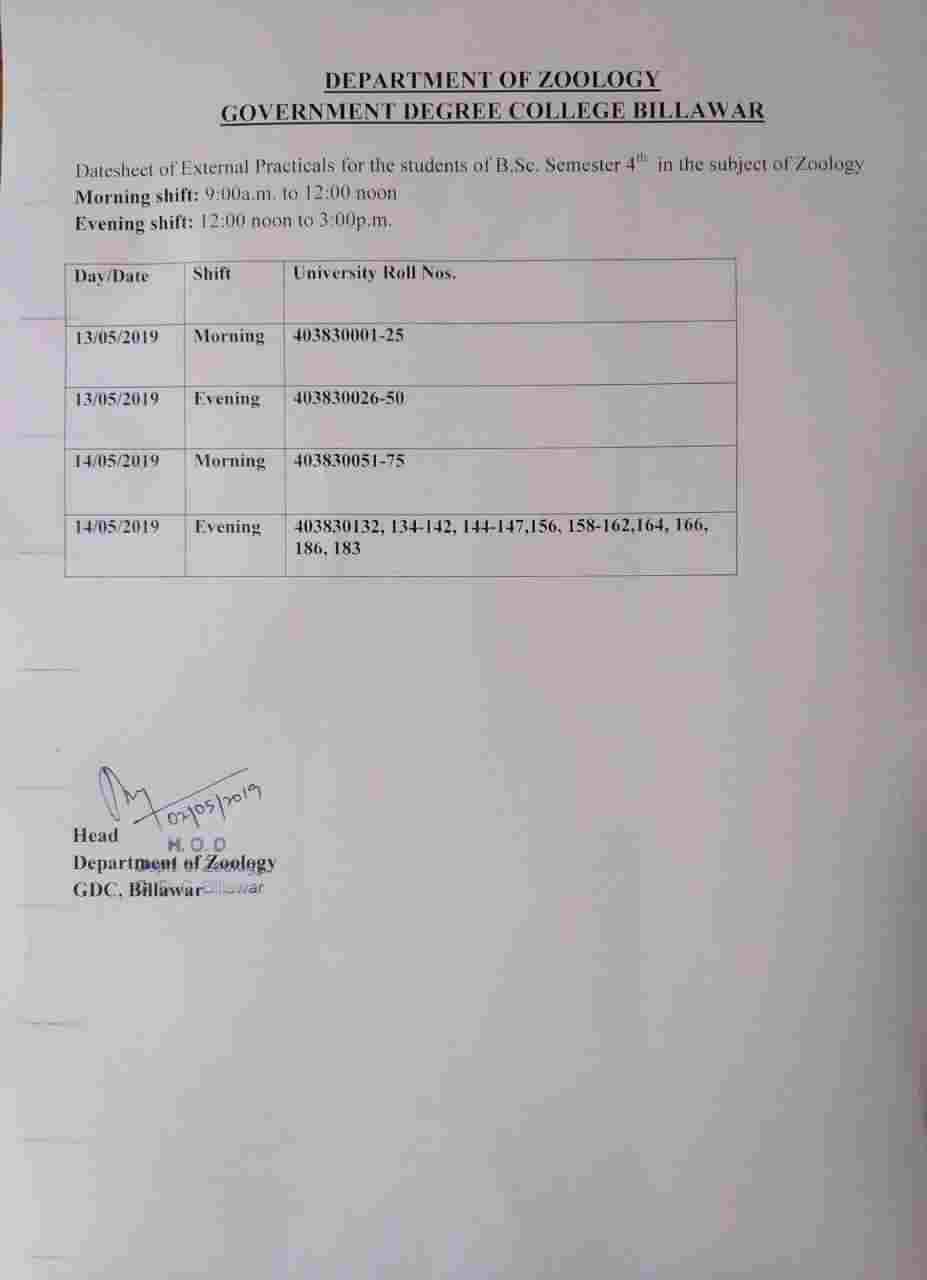 DEPARTMENT OF ZOOLOGY
GOVERNMENT DEGREE COLLEGE BILLAWAR
Datesheet of External Practicals for the students of B.Sc. Semester 4th in the subject of Zoology
Morning shift: 9:00a.m. to 12:00 noon
Evening shift: 12:00 noon to 3:00p.m.
Day/Date Shift University Roll Nos.
13/05/2019 Morning 403830001-25
13/05/2019 Evening 403830026-50
14/05/2019 Morning 403830051-75
14/05/2019 Evening 403830132, 134-142, 144-147,156, 158-162,164, 166,
186, 183
02/05/2019
Head
H.O.D
Department of Zoology
GDC, Billawar